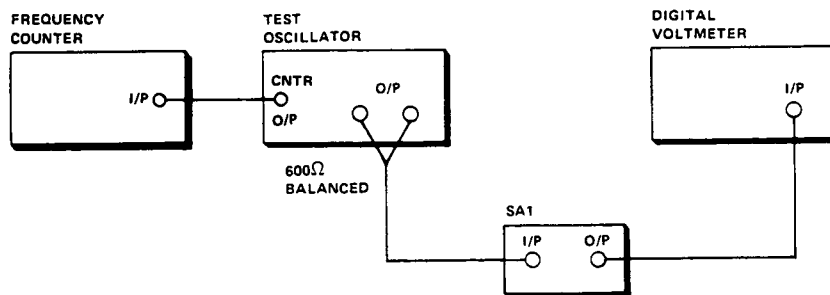 FREQUENCY
COUNTER
I/P
TEST
OSCILLATOR
CNTR
O/P
O/P
600Ω
BALANCED
SA1
I/P
O/P
DIGITAL
VOLTMETER
I/P